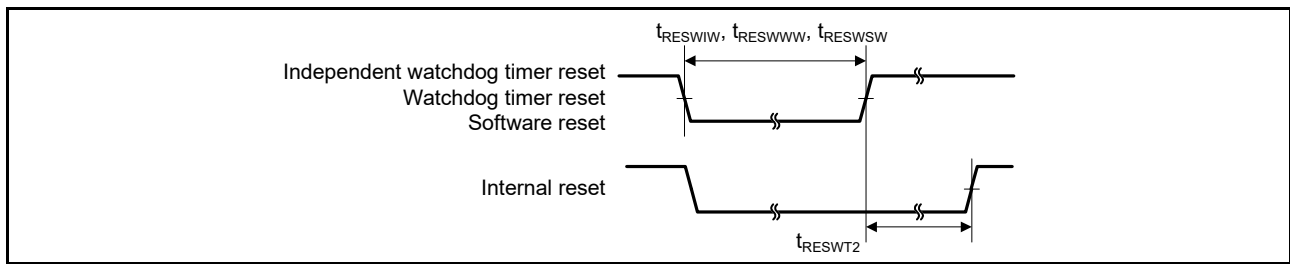 tRESWIW, tRESWWW, tRESWSW
Independent watchdog timer reset
Watchdog timer reset
Software reset
Internal reset
tRESWT2